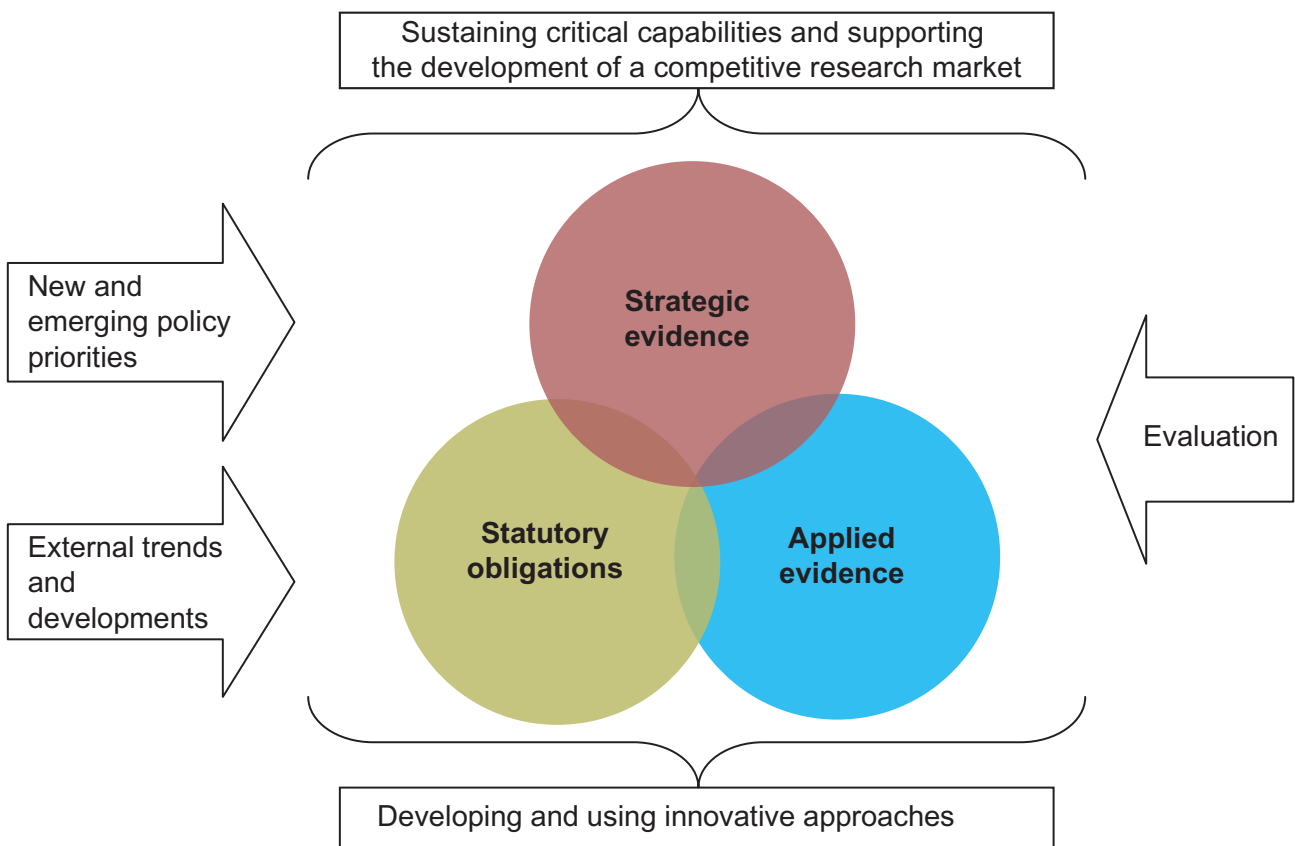 Sustaining critical capabilities and supporting
the development of a competitive research market
New and
emerging policy
priorities
Strategic
evidence
Evaluation
External trends
and
developments
Statutory
obligations
Applied
evidence
Developing and using innovative approaches